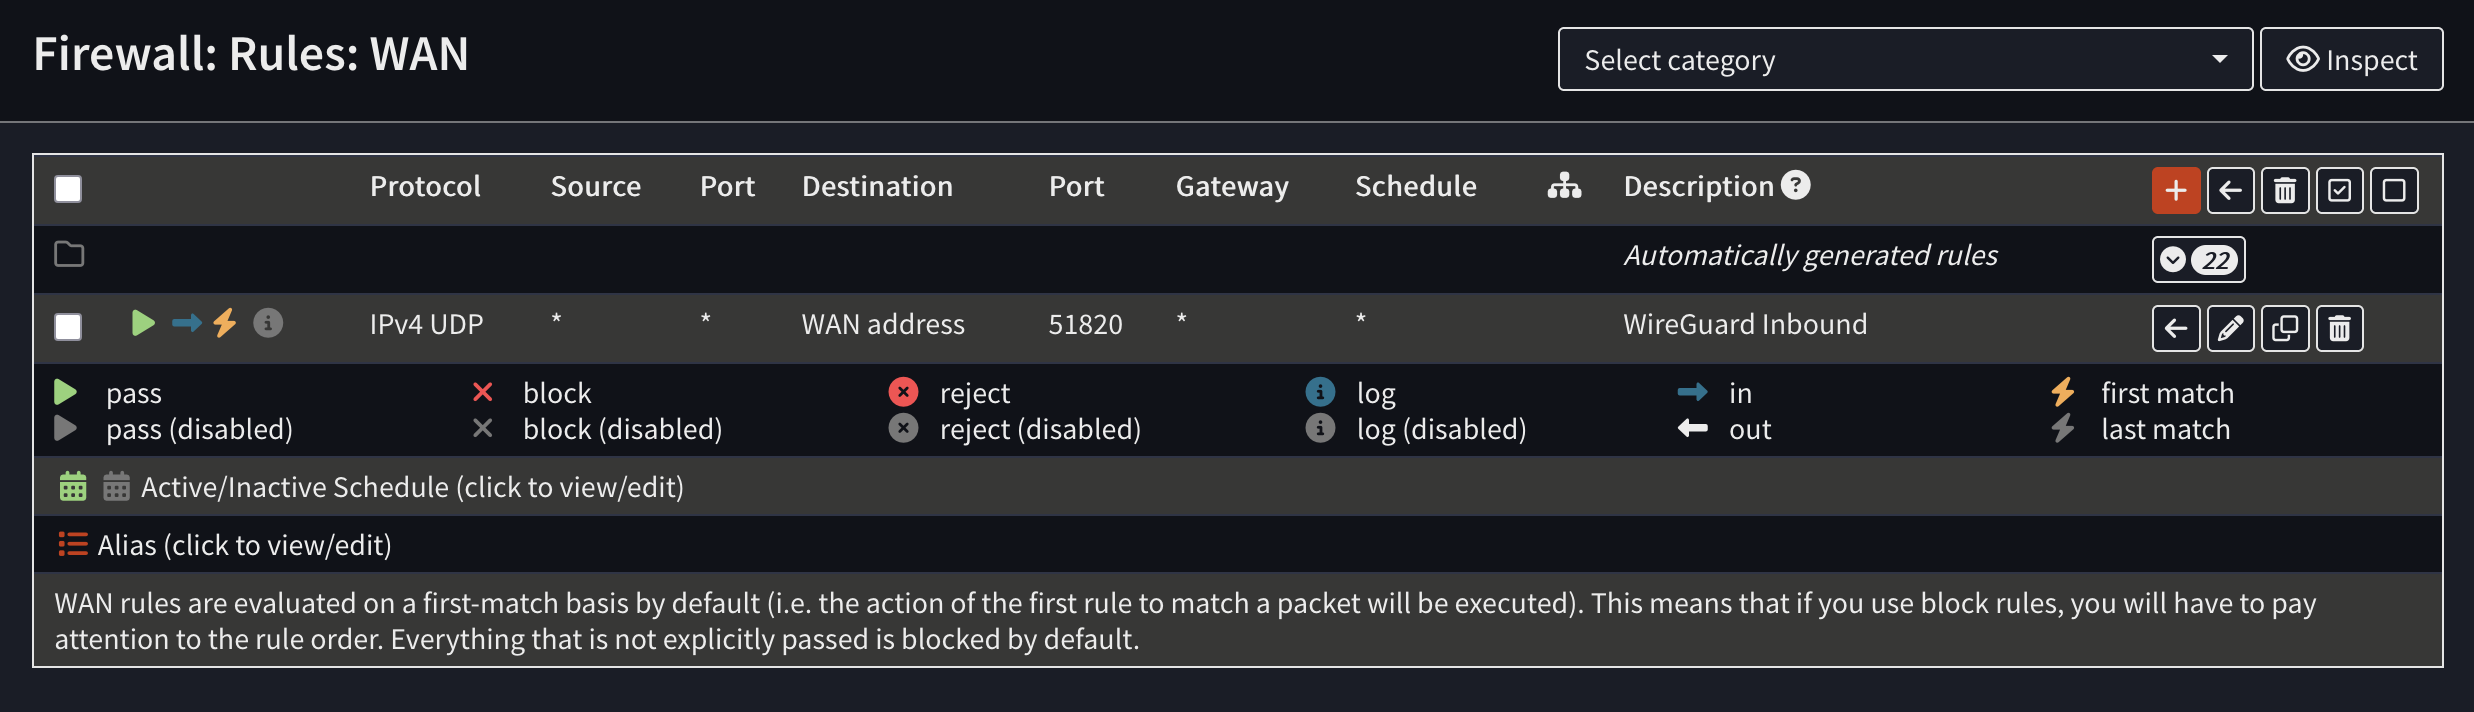 Firewall: Rules: WAN
Select category
Inspect
Protocol Source Port Destination Port Gateway Schedule Description
Automatically generated rules 22
IPv4 UDP * * WAN address 51820 * * WireGuard Inbound
pass block reject log in first match
pass (disabled) block (disabled) reject (disabled) log (disabled) out last match
Active/Inactive Schedule (click to view/edit)
Alias (click to view/edit)
WAN rules are evaluated on a first-match basis by default (i.e. the action of the first rule to match a packet will be executed). This means that if you use block rules, you will have to pay
attention to the rule order. Everything that is not explicitly passed is blocked by default.